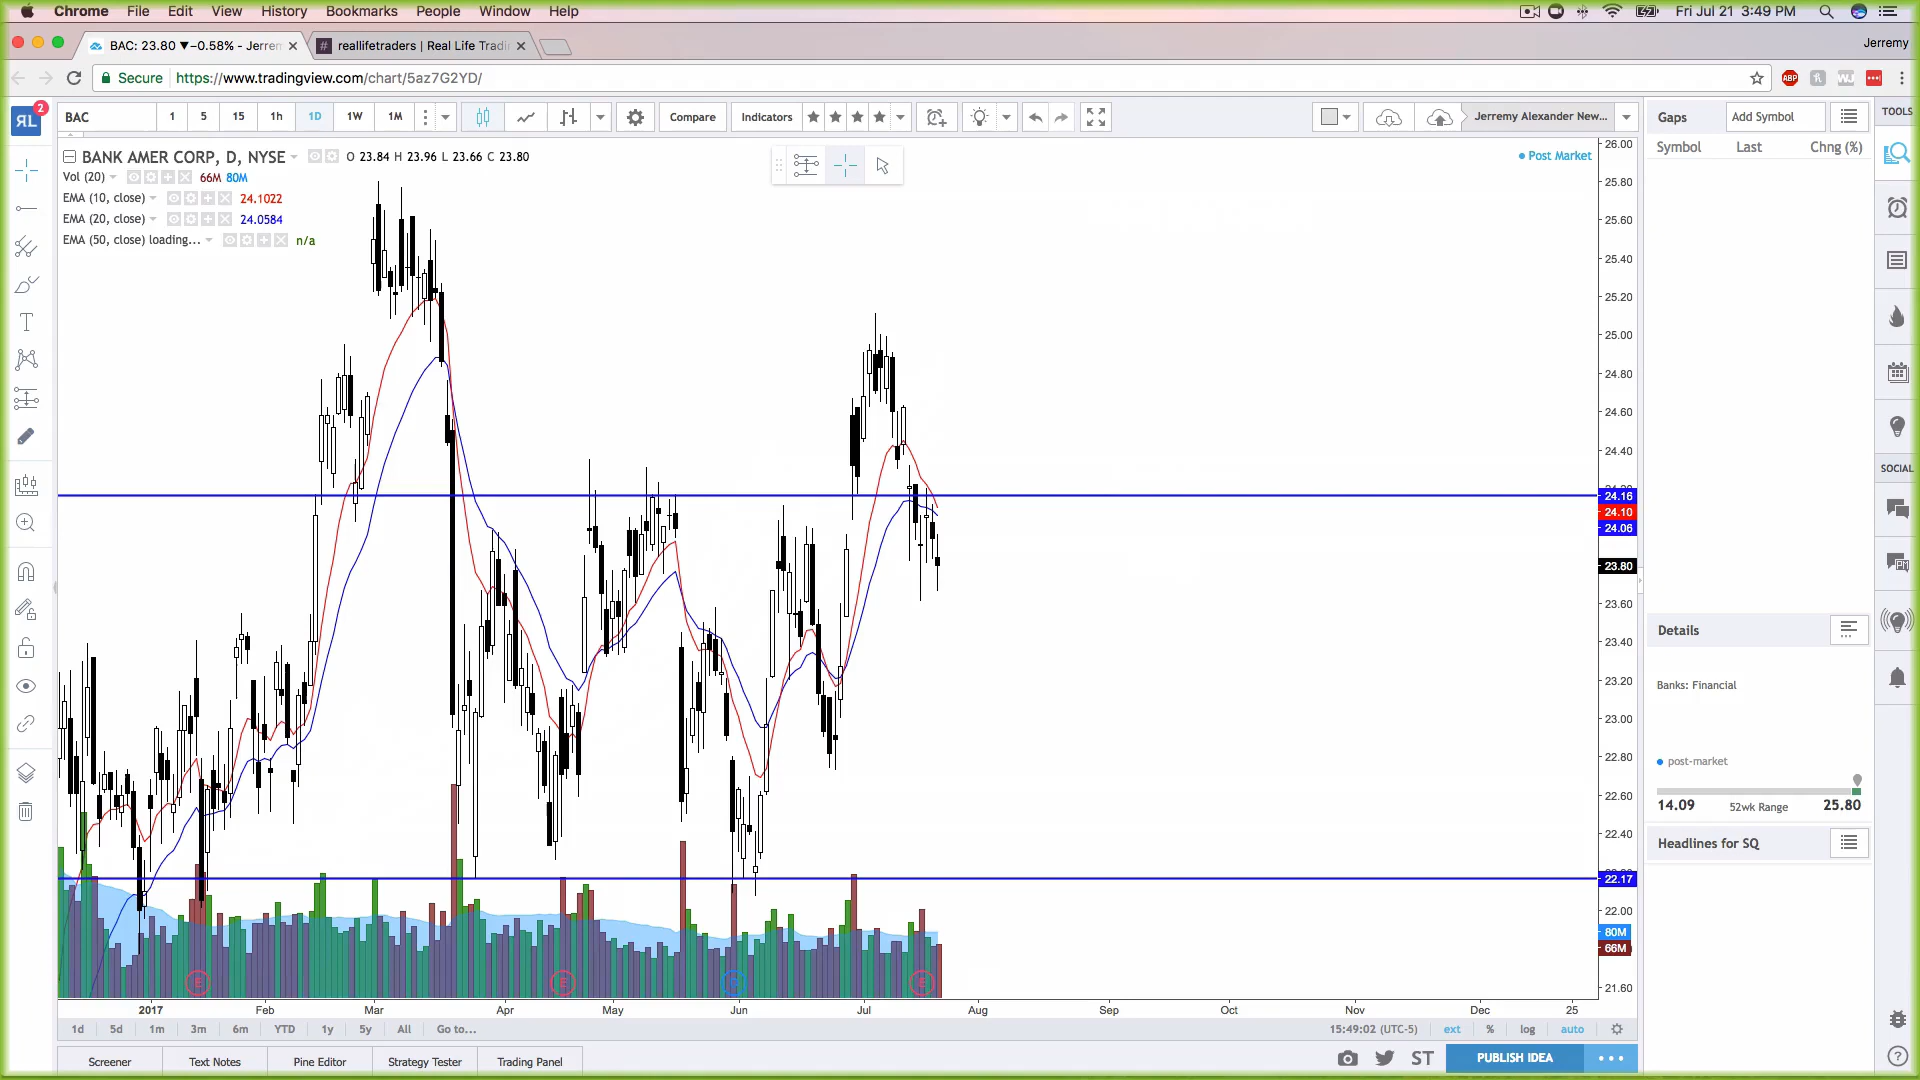 Chrome File Edit View History Bookmarks People Window Help Fri Jul 21 3:49 PM
BAC: 23.80 ▼−0.58% - Jerrem reallifetraders | Real Life Tradi Jeremy
Secure https://www.tradingview.com/chart/5az7G2YD/ ABP
2 BAC 1 5 15 1h 1D 1W 1M Compare Indicators Jeremy Alexander New... Gaps Add Symbol TOOLS
Symbol Last Chng (%)
BANK AMER CORP, D, NYSE O 23.84 H 23.96 L 23.66 C 23.80 Post Market
Vol (20) 66M 80M
EMA (10, close) 24.1022
EMA (20, close) 24.0584
EMA (50, close) loading... n/a
26.00
25.80
25.60
25.40
25.20
25.00
24.80
24.60
24.40
24.16
24.10
24.06
23.80
23.60
23.40
23.20
23.00
22.80
22.60
22.40
22.17
22.00
80M
66M
21.60
SOCIAL
Details
Banks: Financial
post-market
14.09 52wk Range 25.80
Headlines for SQ
E E D E
2017 Feb Mar Apr May Jun Jul Aug Sep Oct Nov Dec 25
1d 5d 1m 3m 6m YTD 1y 5y All Go to... 15:49:02 (UTC-5) ext % log auto
Screener Text Notes Pine Editor Strategy Tester Trading Panel ST PUBLISH IDEA